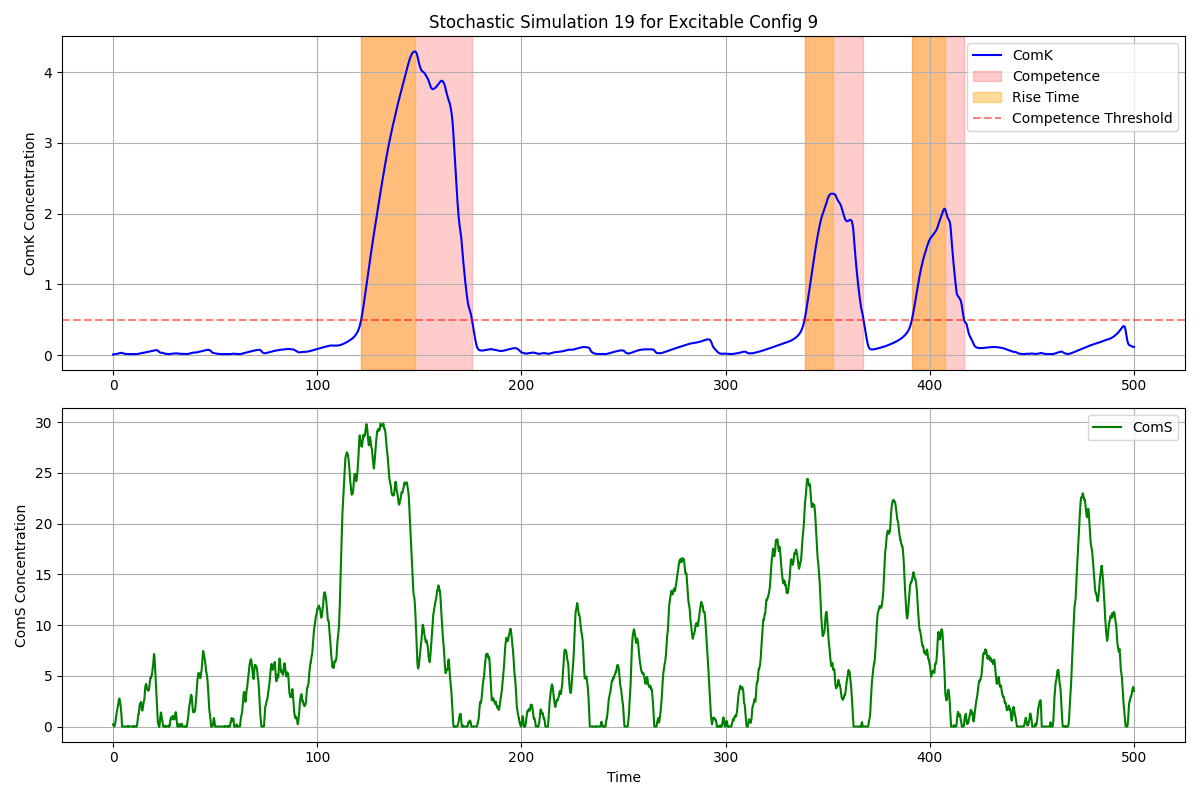 Stochastic Simulation 19 for Excitable Config 9
ComK Concentration
4
3
2
1
0
0 100 200 300 400 500
ComK
Competence
Rise Time
Competence Threshold
ComS Concentration
30
25
20
15
10
5
0
0 100 200 300 400 500
ComS
Time